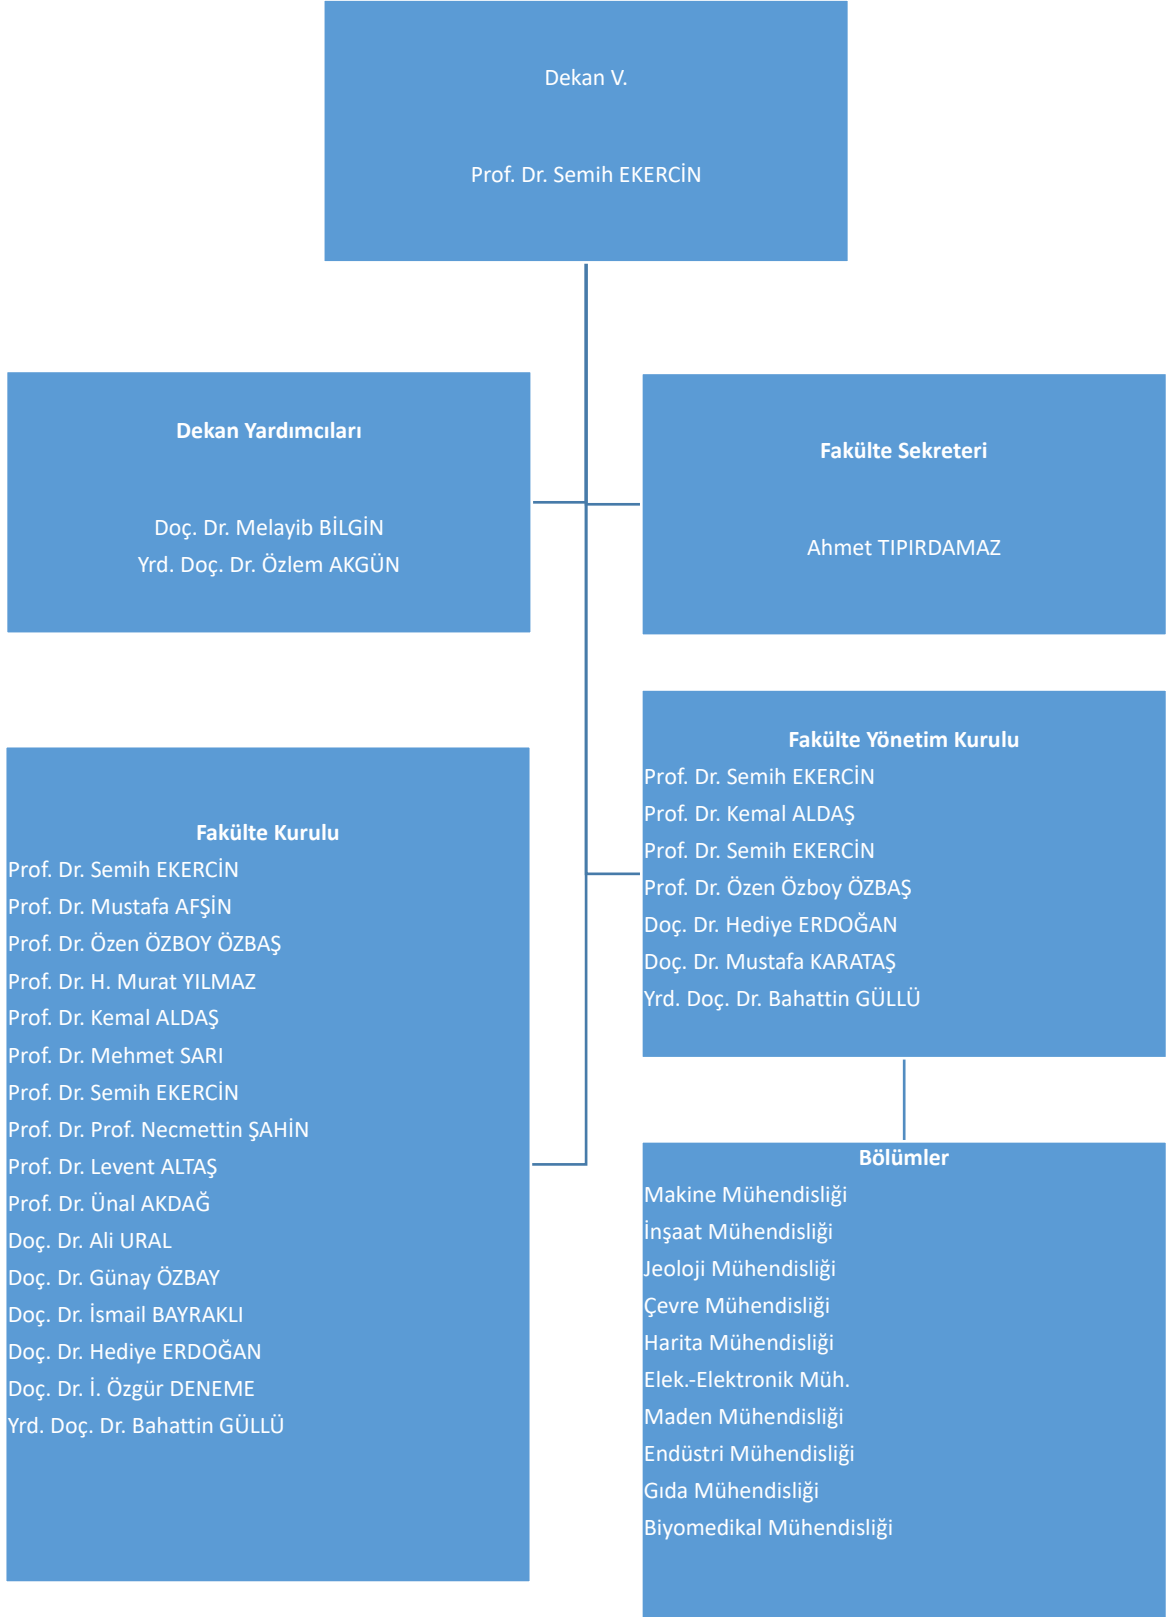 Dekan V.
Prof. Dr. Semih EKERCİN
Dekan Yardımcıları
Doç. Dr. Melayib BİLGİN
Yrd. Doç. Dr. Özlem AKGÜN
Fakülte Sekreteri
Ahmet TIPIRDAMAZ
Fakülte Kurulu
Prof. Dr. Semih EKERCİN
Prof. Dr. Mustafa AFŞİN
Prof. Dr. Özen ÖZBOY ÖZBAŞ
Prof. Dr. H. Murat YILMAZ
Prof. Dr. Kemal ALDAŞ
Prof. Dr. Mehmet SARI
Prof. Dr. Semih EKERCİN
Prof. Dr. Prof. Necmettin ŞAHİN
Prof. Dr. Levent ALTAŞ
Prof. Dr. Ünal AKDAĞ
Doç. Dr. Ali URAL
Doç. Dr. Günay ÖZBAY
Doç. Dr. İsmail BAYRAKLI
Doç. Dr. Hediye ERDOĞAN
Doç. Dr. İ. Özgür DENEME
Yrd. Doç. Dr. Bahattin GÜLLÜ
Fakülte Yönetim Kurulu
Prof. Dr. Semih EKERCİN
Prof. Dr. Kemal ALDAŞ
Prof. Dr. Semih EKERCİN
Prof. Dr. Özen Özboy ÖZBAŞ
Doç. Dr. Hediye ERDOĞAN
Doç. Dr. Mustafa KARATAŞ
Yrd. Doç. Dr. Bahattin GÜLLÜ
Bölümler
Makine Mühendisliği
İnşaat Mühendisliği
Jeoloji Mühendisliği
Çevre Mühendisliği
Harita Mühendisliği
Elek.-Elektronik Müh.
Maden Mühendisliği
Endüstri Mühendisliği
Gıda Mühendisliği
Biyomedikal Mühendisliği